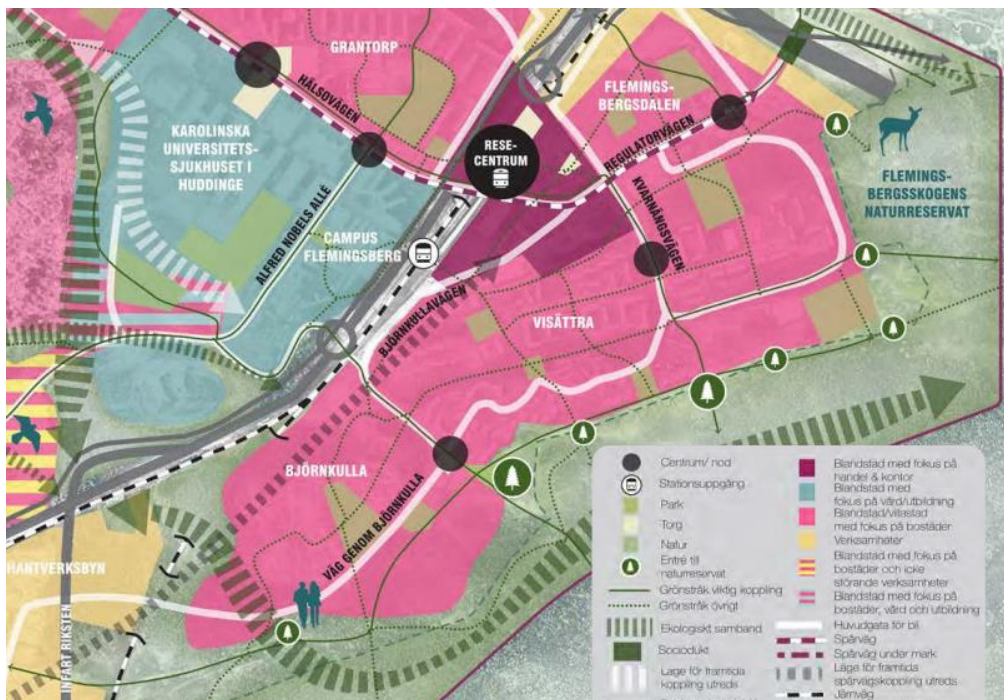 GRANTORP
HÄLSOVÄGEN
FLEMINGS-
BERGSDALEN
KAROLINSKA
UNIVERSITETS-
SJUKHUSET I
HUDDINGE
RESE-
CENTRUM
REGULATORVÄGEN
FLEMINGS-
BERGSSKOGENS
NATURRESERVAT
ALFRED NOBELS ALLÉ
CAMPUS
FLEMINGSBERG
KVARNÄNGSVÄGEN
BJÖRNKULLAVÄGEN
VISÄTTRA
BJÖRNKULLA
VÄG GENOM BJÖRNKULLA
HANTVERKSBYN
INFART RIKSTEN
Centrum/ nod
Stationsuppgång
Park
Torg
Natur
Entré till
naturreservat
Grönstråk viktig koppling
Grönstråk övrigt
Ekologiskt samband
Sociodukt
Läge för framtida
koppling utreds
Blandstad med fokus på
handel & kontor
Blandstad med
fokus på vård/utbildning
Blandstad/villastad
med fokus på bostäder
Verksamheter
Blandstad med fokus på
bostäder och icke
störande verksamheter
Blandstad med fokus på
bostäder, vård och utbildning
Huvudgata för bil
Spårväg
Spårväg under mark
Läge för framtida
spårvägskoppling utreds
Järnväg